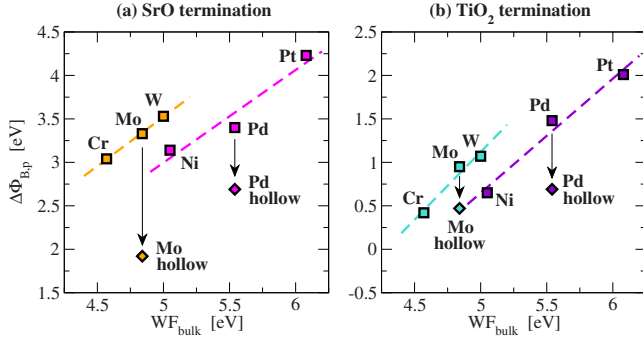 (a) SrO termination
(b) TiO2 termination
ΔΦB,p [eV]
4.5
4
3.5
3
2.5
2
1.5
4.5
5
5.5
6
WFbulk [eV]
Cr
Mo
W
Ni
Pd
Pt
Pd
hollow
Mo
hollow
2.5
2
1.5
1
0.5
0
-0.5
4.5
5
5.5
6
WFbulk [eV]
Cr
Mo
W
Ni
Pd
Pt
Pd
hollow
Mo
hollow